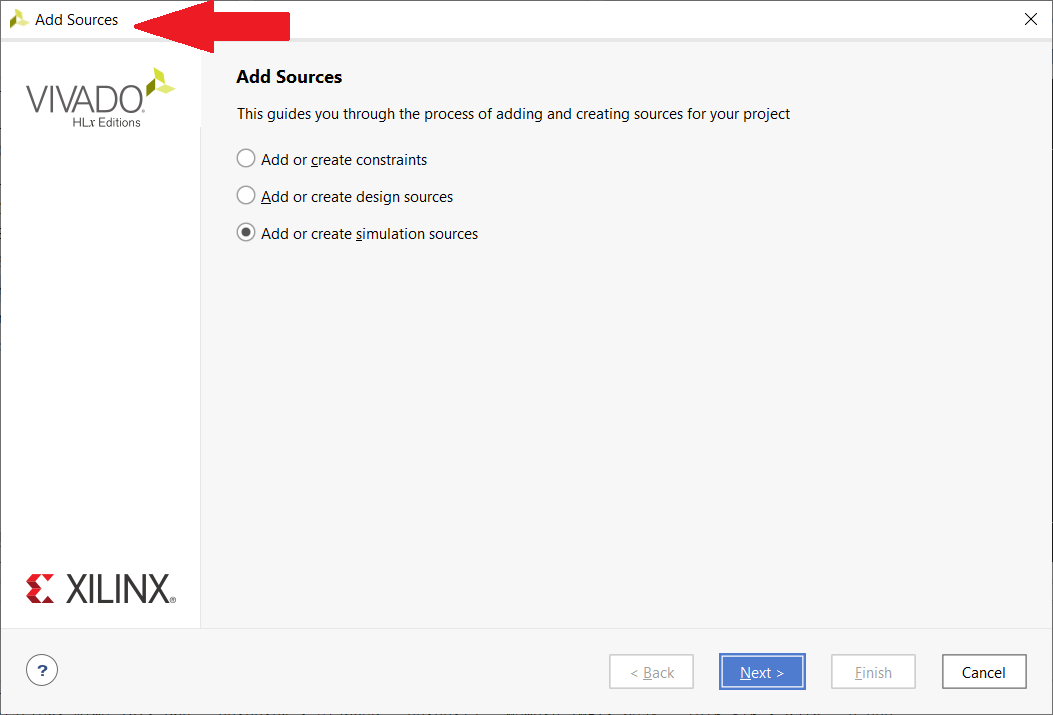 Add Sources
VIVADO.
HLx Editions
Add Sources
This guides you through the process of adding and creating sources for your project
Add or create constraints
Add or create design sources
Add or create simulation sources
XILINX®
?
< Back
Next >
Finish
Cancel